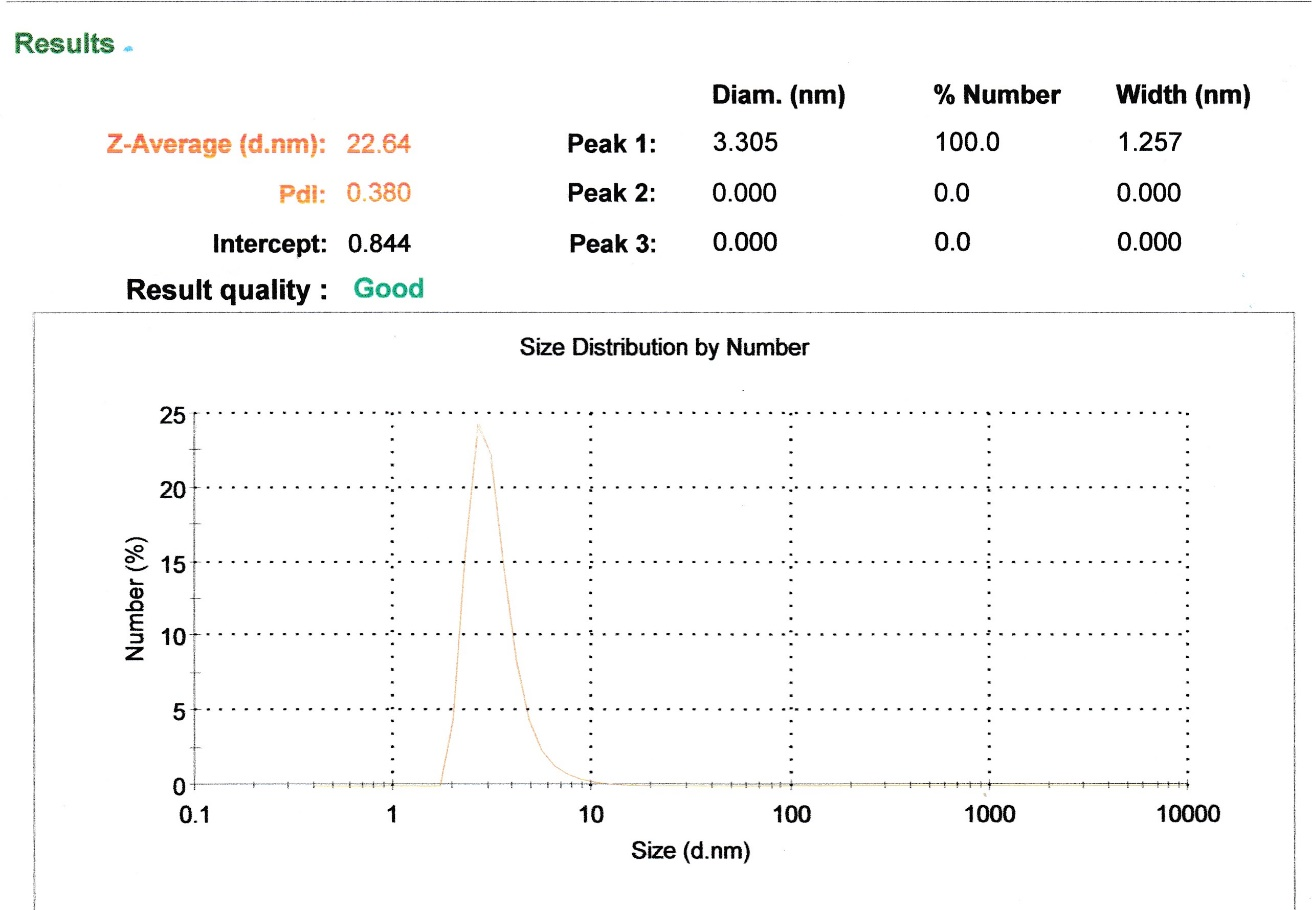 Results
Diam. (nm) % Number Width (nm)
Z-Average (d.nm): 22.64 Peak 1: 3.305 100.0 1.257
PdI: 0.380 Peak 2: 0.000 0.0 0.000
Intercept: 0.844 Peak 3: 0.000 0.0 0.000
Result quality : Good
Size Distribution by Number
25
20
15
10
5
0
Number (%)
0.1 1 10 100 1000 10000
Size (d.nm)